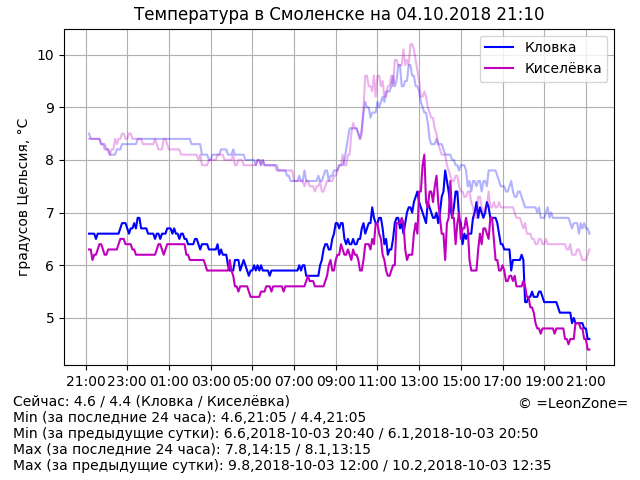 Температура в Смоленске на 04.10.2018 21:10
градусов Цельсия, °C
10
9
8
7
6
5
Кловка
Киселёвка
21:00 23:00 01:00 03:00 05:00 07:00 09:00 11:00 13:00 15:00 17:00 19:00 21:00
Сейчас: 4.6 / 4.4 (Кловка / Киселёвка)
© =LeonZone=
Min (за последние 24 часа): 4.6,21:05 / 4.4,21:05
Min (за предыдущие сутки): 6.6,2018-10-03 20:40 / 6.1,2018-10-03 20:50
Max (за последние 24 часа): 7.8,14:15 / 8.1,13:15
Max (за предыдущие сутки): 9.8,2018-10-03 12:00 / 10.2,2018-10-03 12:35